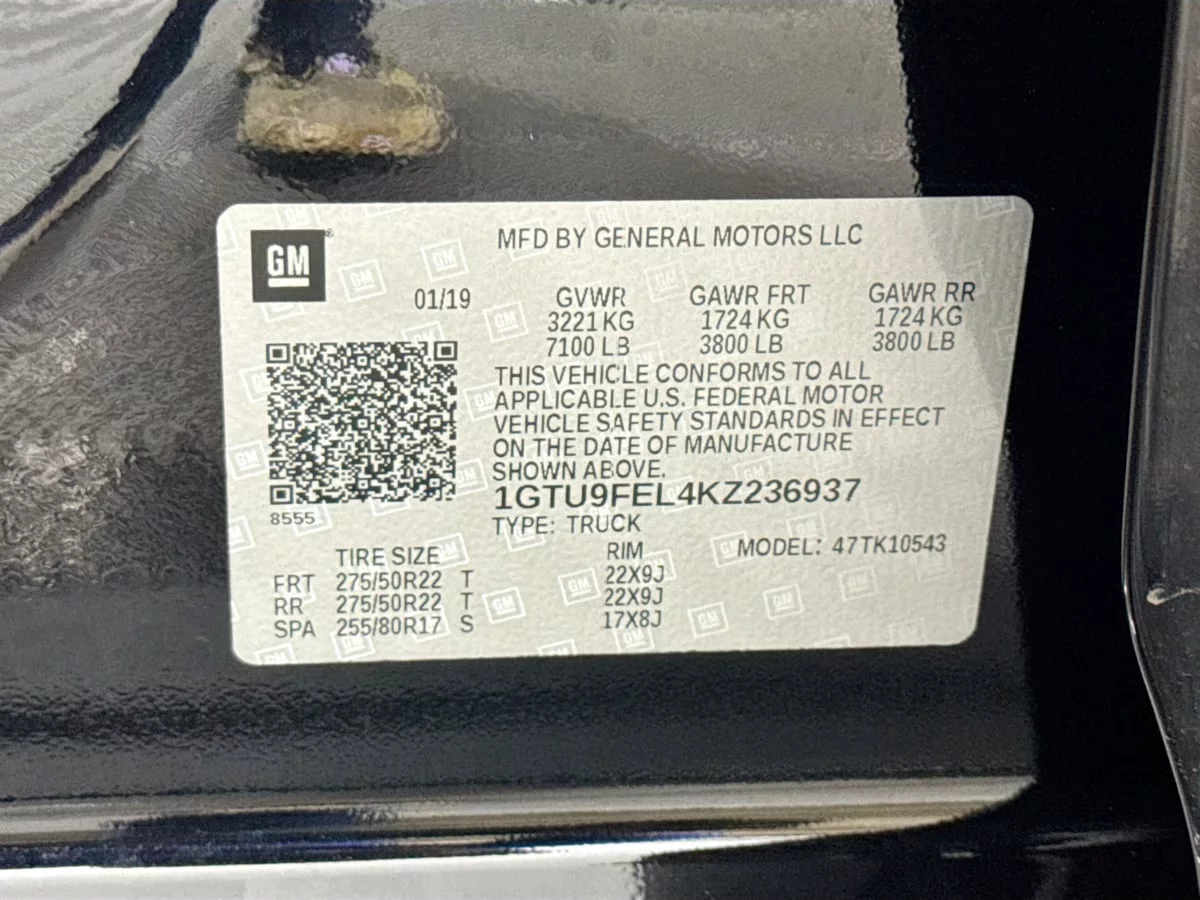 GM
MFD BY GENERAL MOTORS LLC
01/19
GVWR GAWR FRT GAWR RR
3221 KG 1724 KG 1724 KG
7100 LB 3800 LB 3800 LB
THIS VEHICLE CONFORMS TO ALL
APPLICABLE U.S. FEDERAL MOTOR
VEHICLE SAFETY STANDARDS IN EFFECT
ON THE DATE OF MANUFACTURE
SHOWN ABOVE.
1GTU9FEL4KZ236937
8555
TYPE: TRUCK
MODEL: 47TK10543
TIRE SIZE RIM
FRT 275/50R22 T 22X9J
RR 275/50R22 T 22X9J
SPA 255/80R17 S 17X8J